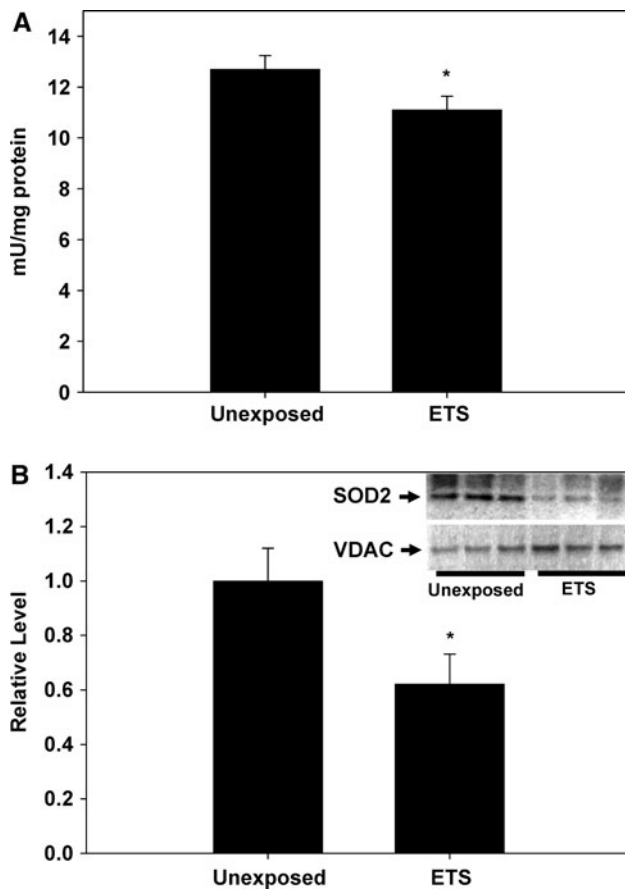 A
mU/mg protein
14
12
10
8
6
4
2
0
*
Unexposed
ETS
B
Relative Level
1.4
1.2
1.0
0.8
0.6
0.4
0.2
0.0
SOD2
VDAC
Unexposed
ETS
*
Unexposed
ETS